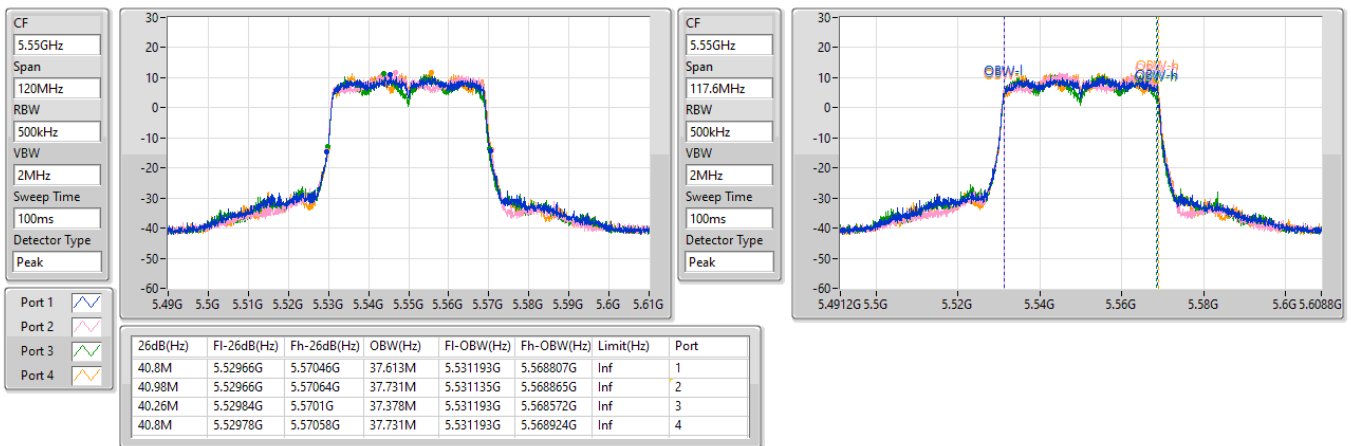 CF
5.55GHz
Span
120MHz
RBW
500kHz
VBW
2MHz
Sweep Time
100ms
Detector Type
Peak
30
20
10
0
-10
-20
-30
-40
-50
-60
5.49G 5.5G 5.51G 5.52G 5.53G 5.54G 5.55G 5.56G 5.57G 5.58G 5.59G 5.6G 5.61G
CF
5.55GHz
Span
117.6MHz
RBW
500kHz
VBW
2MHz
Sweep Time
100ms
Detector Type
Peak
30
20
10
0
-10
-20
-30
-40
-50
-60
OBW-l
OBW-h
OBW-h
5.4912G 5.5G 5.52G 5.54G 5.56G 5.58G 5.6G 5.6088G
Port 1
Port 2
Port 3
Port 4
26dB(Hz) Fl-26dB(Hz) Fh-26dB(Hz) OBW(Hz) Fl-OBW(Hz) Fh-OBW(Hz) Limit(Hz) Port
40.8M 5.52966G 5.57046G 37.613M 5.531193G 5.568807G Inf 1
40.98M 5.52966G 5.57064G 37.731M 5.531135G 5.568865G Inf 2
40.26M 5.52984G 5.5701G 37.378M 5.531193G 5.568572G Inf 3
40.8M 5.52978G 5.57058G 37.731M 5.531193G 5.568924G Inf 4